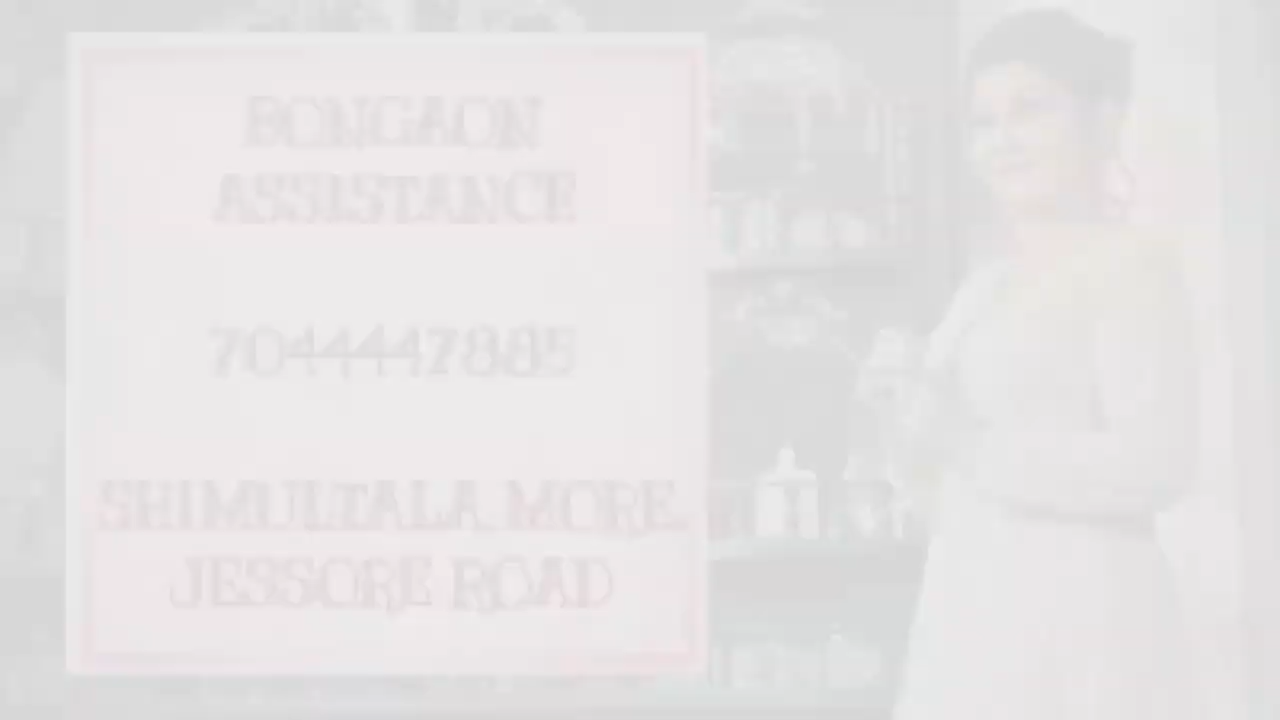 BONGAON
ASSISTANCE
7044447885
SHIMULTALA MORE,
JESSORE ROAD